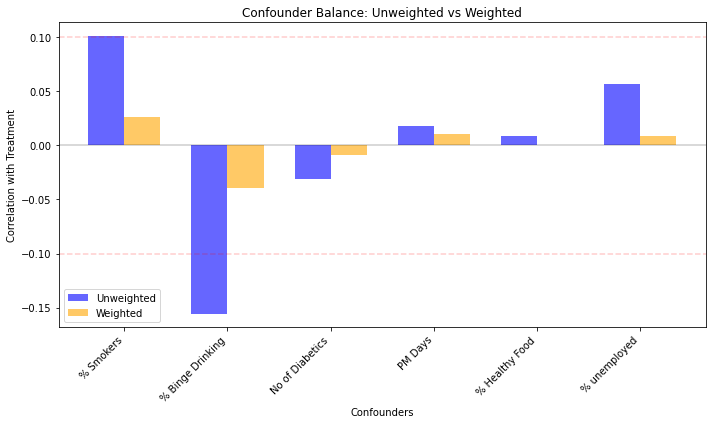 Confounder Balance: Unweighted vs Weighted
Correlation with Treatment
0.10
0.05
0.00
−0.05
−0.10
−0.15
Unweighted
Weighted
% Smokers
% Binge Drinking
No of Diabetics
PM Days
% Healthy Food
% unemployed
Confounders